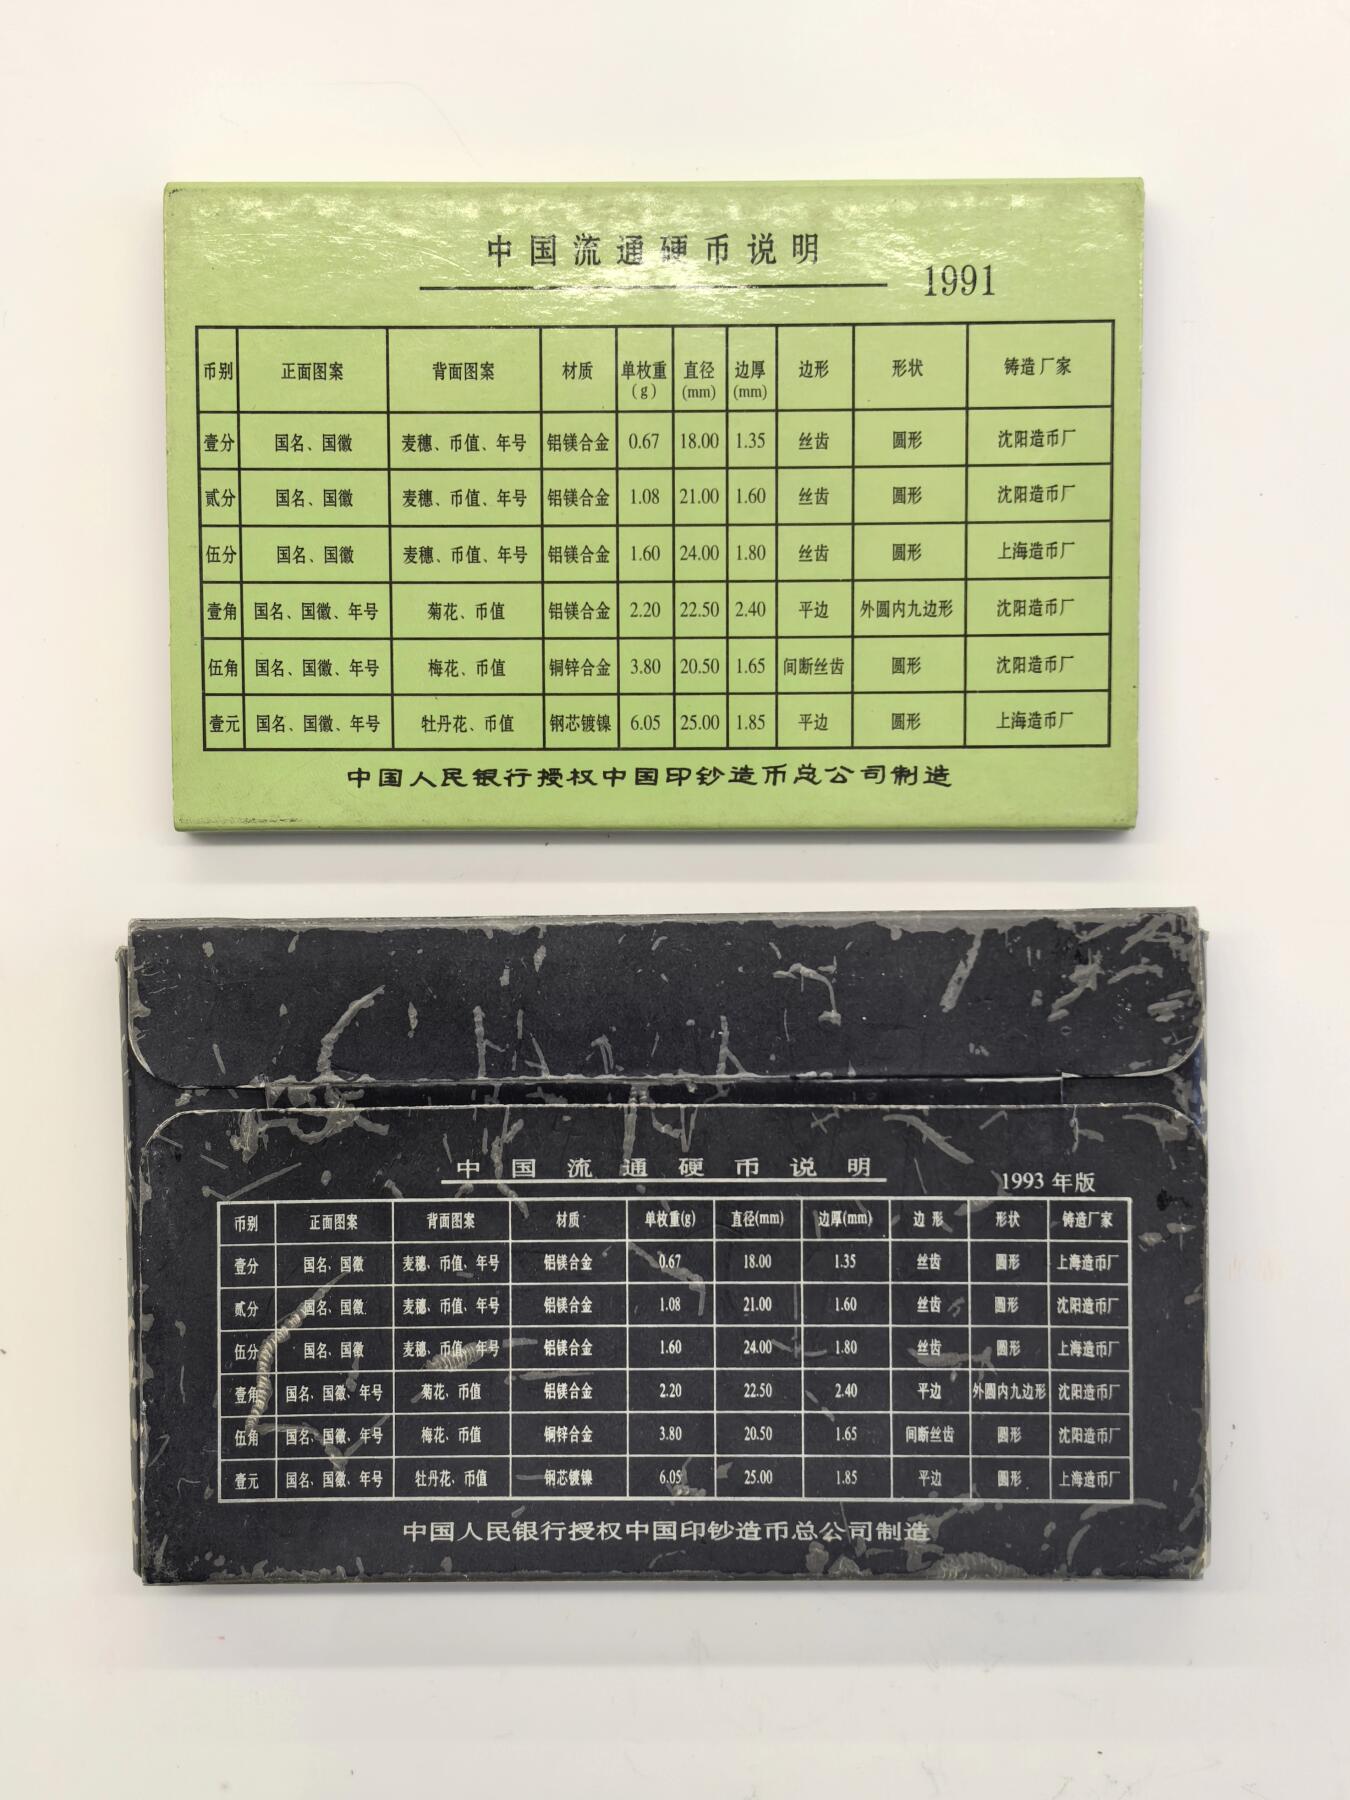 中国流通硬币说明
1991
币别 正面图案 背面图案 材质 单枚重(g) 直径(mm) 边厚(mm) 边形 形状 铸造厂家
壹分 国名、国徽 麦穗、币值、年号 铝镁合金 0.67 18.00 1.35 丝齿 圆形 沈阳造币厂
贰分 国名、国徽 麦穗、币值、年号 铝镁合金 1.08 21.00 1.60 丝齿 圆形 沈阳造币厂
伍分 国名、国徽 麦穗、币值、年号 铝镁合金 1.60 24.00 1.80 丝齿 圆形 上海造币厂
壹角 国名、国徽、年号 菊花、币值 铝镁合金 2.20 22.50 2.40 平边 外圆内九边形 沈阳造币厂
伍角 国名、国徽、年号 梅花、币值 铜锌合金 3.80 20.50 1.65 间断丝齿 圆形 沈阳造币厂
壹元 国名、国徽、年号 牡丹花、币值 钢芯镀镍 6.05 25.00 1.85 平边 圆形 上海造币厂
中国人民银行授权中国印钞造币总公司制造
中国流通硬币说明
1993年版
币别 正面图案 背面图案 材质 单枚重(g) 直径(mm) 边厚(mm) 边形 形状 铸造厂家
壹分 国名、国徽 麦穗、币值、年号 铝镁合金 0.67 18.00 1.35 丝齿 圆形 上海造币厂
贰分 国名、国徽 麦穗、币值、年号 铝镁合金 1.08 21.00 1.60 丝齿 圆形 沈阳造币厂
伍分 国名、国徽 麦穗、币值、年号 铝镁合金 1.60 24.00 1.80 丝齿 圆形 上海造币厂
壹角 国名、国徽、年号 菊花、币值 铝镁合金 2.20 22.50 2.40 平边 外圆内九边形 沈阳造币厂
伍角 国名、国徽、年号 梅花、币值 铜锌合金 3.80 20.50 1.65 间断丝齿 圆形 沈阳造币厂
壹元 国名、国徽、年号 牡丹花、币值 钢芯镀镍 6.05 25.00 1.85 平边 圆形 上海造币厂
中国人民银行授权中国印钞造币总公司制造